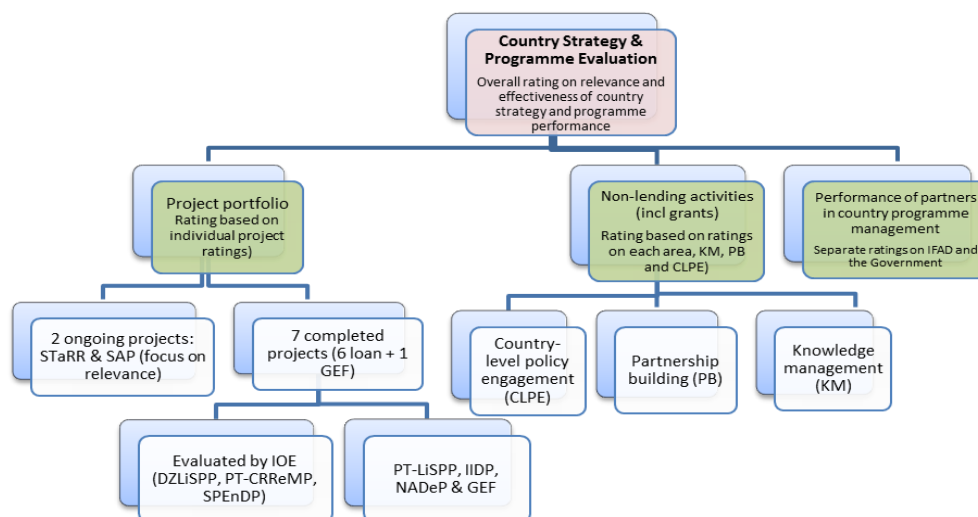 Country Strategy &
Programme Evaluation
Overall rating on relevance and
effectiveness of country
strategy and programme
performance
Project portfolio
Rating based on
individual project
ratings)
Non-lending activities
(incl grants)
Rating based on ratings
on each area, KM, PB
and CLPE)
Performance of partners
in country programme
management
Separate ratings on IFAD and
the Government
2 ongoing projects:
STaRR & SAP (focus on
relevance)
7 completed
projects (6 loan + 1
GEF)
Country-
level policy
engagement
(CLPE)
Partnership
building (PB)
Knowledge
management
(KM)
Evaluated by IOE
(DZLiSPP, PT-CRReMP,
SPEnDP)
PT-LiSPP, IIDP,
NADeP & GEF